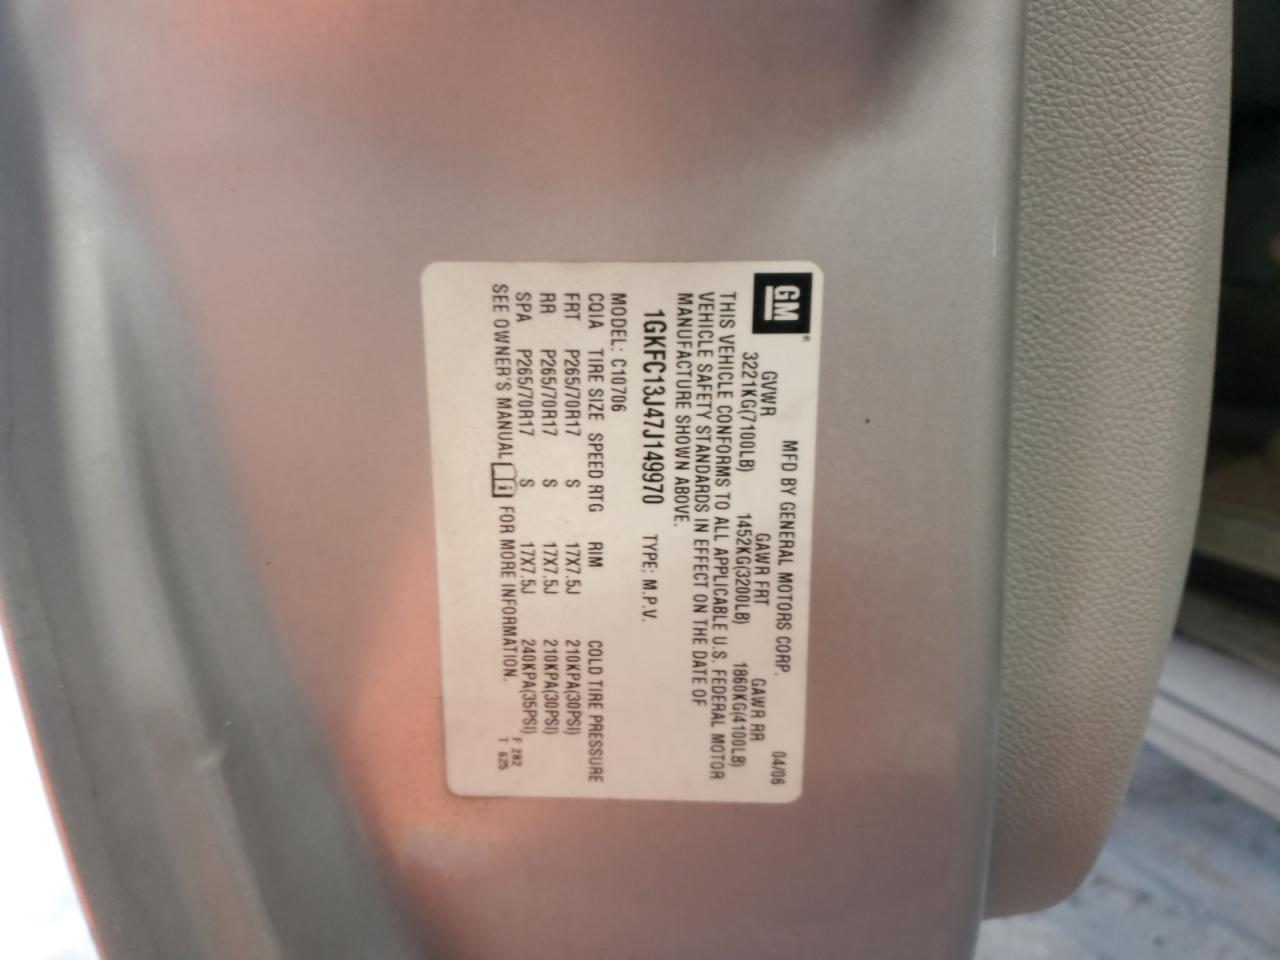 GM®
MFD BY GENERAL MOTORS CORP. 04/06
GVWR GAWR FRT GAWR RR
3221KG(7100LB) 1452KG(3200LB) 1860KG(4100LB)
THIS VEHICLE CONFORMS TO ALL APPLICABLE U.S. FEDERAL MOTOR
VEHICLE SAFETY STANDARDS IN EFFECT ON THE DATE OF
MANUFACTURE SHOWN ABOVE.
1GKFC13J47J149970 TYPE: M.P.V.
MODEL: C10706
CQIA TIRE SIZE SPEED RTG RIM COLD TIRE PRESSURE
FRT P265/70R17 S 17X7.5J 210KPA(30PSI)
RR P265/70R17 S 17X7.5J 210KPA(30PSI)
SPA P265/70R17 S 17X7.5J 240KPA(35PSI)
SEE OWNER'S MANUAL i FOR MORE INFORMATION.
F 282
T 625